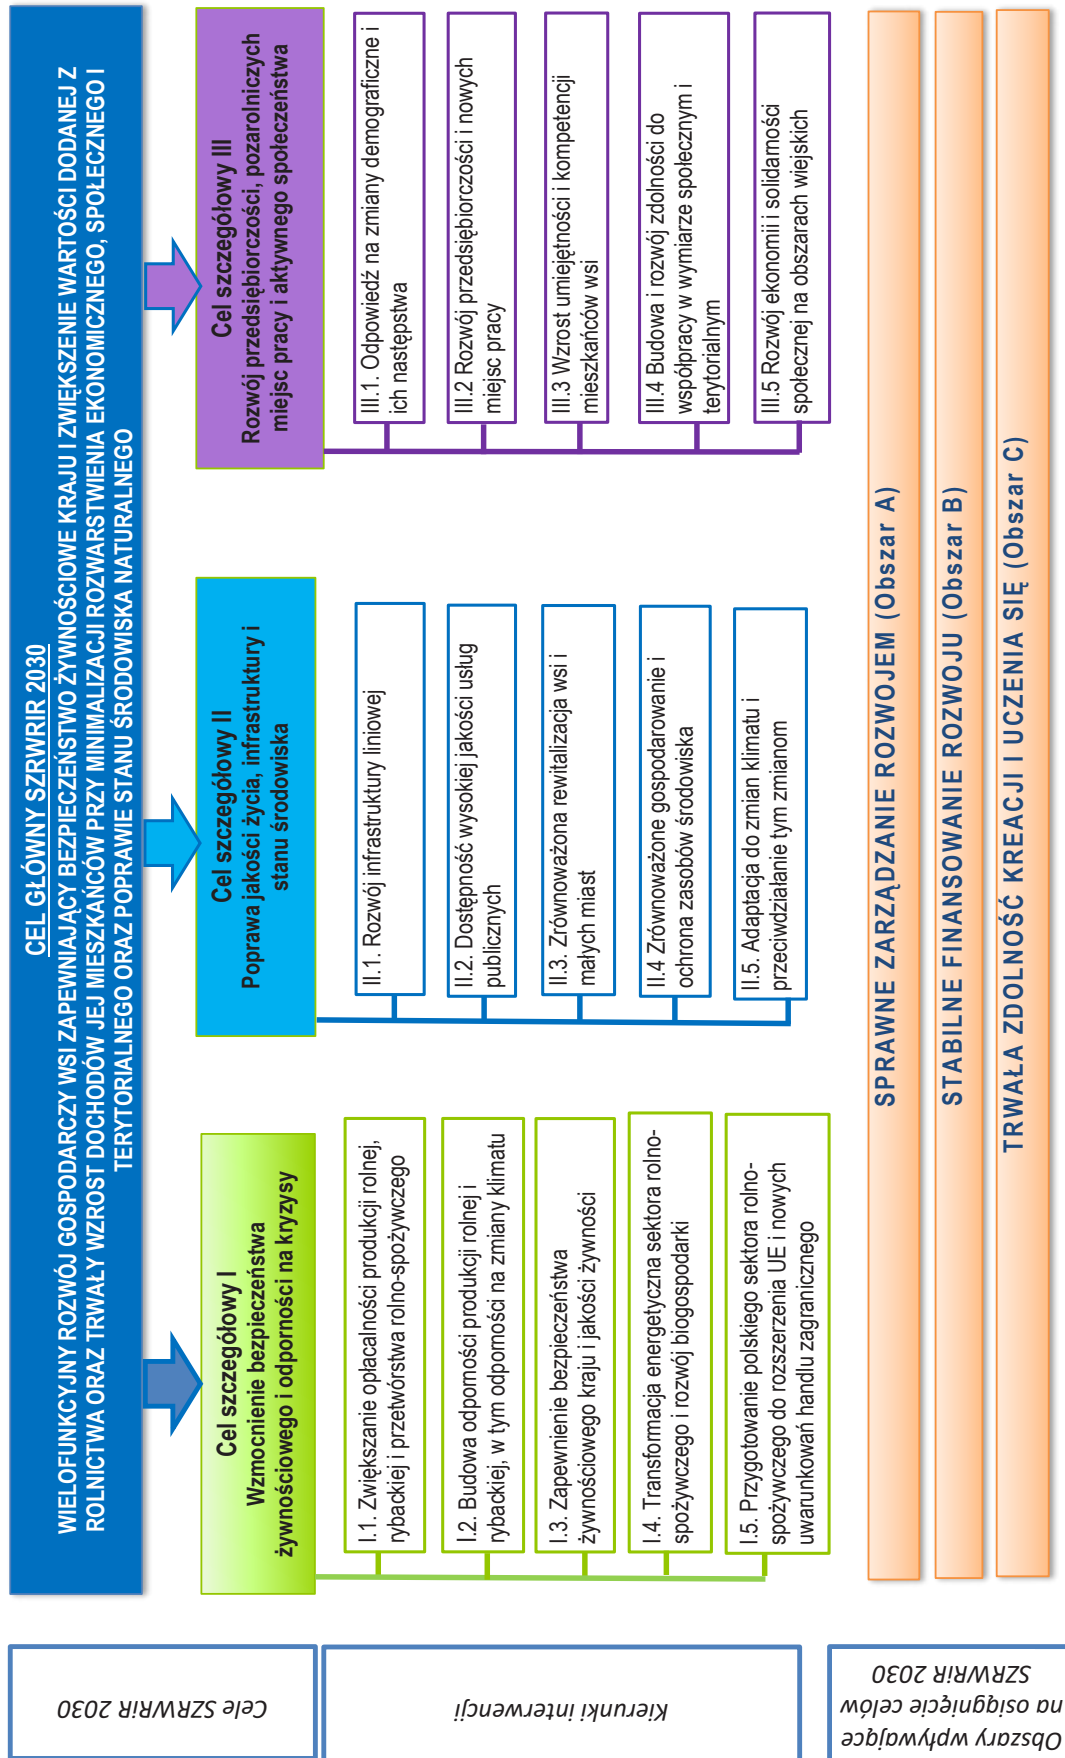 CEL GŁÓWNY SZRWRIR 2030
WIELOFUNKCYJNY ROZWÓJ GOSPODARCZY WSI ZAPEWNIAJĄCY BEZPIECZEŃSTWO ŻYWNOŚCIOWE KRAJU I ZWIĘKSZENIE WARTOŚCI DODANEJ Z
ROLNICTWA ORAZ TRWAŁY WZROST DOCHODÓW JEJ MIESZKAŃCÓW PRZY MINIMALIZACJI ROZWARSTWIENIA EKONOMICZNEGO, SPOŁECZNEGO I
TERYTORIALNEGO ORAZ POPRAWIE STANU ŚRODOWISKA NATURALNEGO
Cele SZRWRiR 2030
Cel szczegółowy I
Wzmocnienie bezpieczeństwa
żywnościowego i odporności na kryzysy
Cel szczegółowy II
Poprawa jakości życia, infrastruktury i
stanu środowiska
Cel szczegółowy III
Rozwój przedsiębiorczości, pozarolniczych
miejsc pracy i aktywnego społeczeństwa
Kierunki interwencji
I.1. Zwiększanie opłacalności produkcji rolnej,
rybackiej i przetwórstwa rolno-spożywczego
I.2. Budowa odporności produkcji rolnej i
rybackiej, w tym odporności na zmiany klimatu
I.3. Zapewnienie bezpieczeństwa
żywnościowego kraju i jakości żywności
I.4. Transformacja energetyczna sektora rolno-
spożywczego i rozwój biogospodarki
I.5. Przygotowanie polskiego sektora rolno-
spożywczego do rozszerzenia UE i nowych
uwarunkowań handlu zagranicznego
II.1. Rozwój infrastruktury liniowej
II.2. Dostępność wysokiej jakości usług
publicznych
II.3. Zrównoważona rewitalizacja wsi i
małych miast
II.4 Zrównoważone gospodarowanie i
ochrona zasobów środowiska
II.5. Adaptacja do zmian klimatu i
przeciwdziałanie tym zmianom
III.1. Odpowiedź na zmiany demograficzne i
ich następstwa
III.2 Rozwój przedsiębiorczości i nowych
miejsc pracy
III.3 Wzrost umiejętności i kompetencji
mieszkańców wsi
III.4 Budowa i rozwój zdolności do
współpracy w wymiarze społecznym i
terytorialnym
III.5 Rozwój ekonomii i solidarności
społecznej na obszarach wiejskich
Obszary wpływające
na osiągnięcie celów
SZRWRiR 2030
SPRAWNE ZARZĄDZANIE ROZWOJEM (Obszar A)
STABILNE FINANSOWANIE ROZWOJU (Obszar B)
TRWAŁA ZDOLNOŚĆ KREACJI I UCZENIA SIĘ (Obszar C)